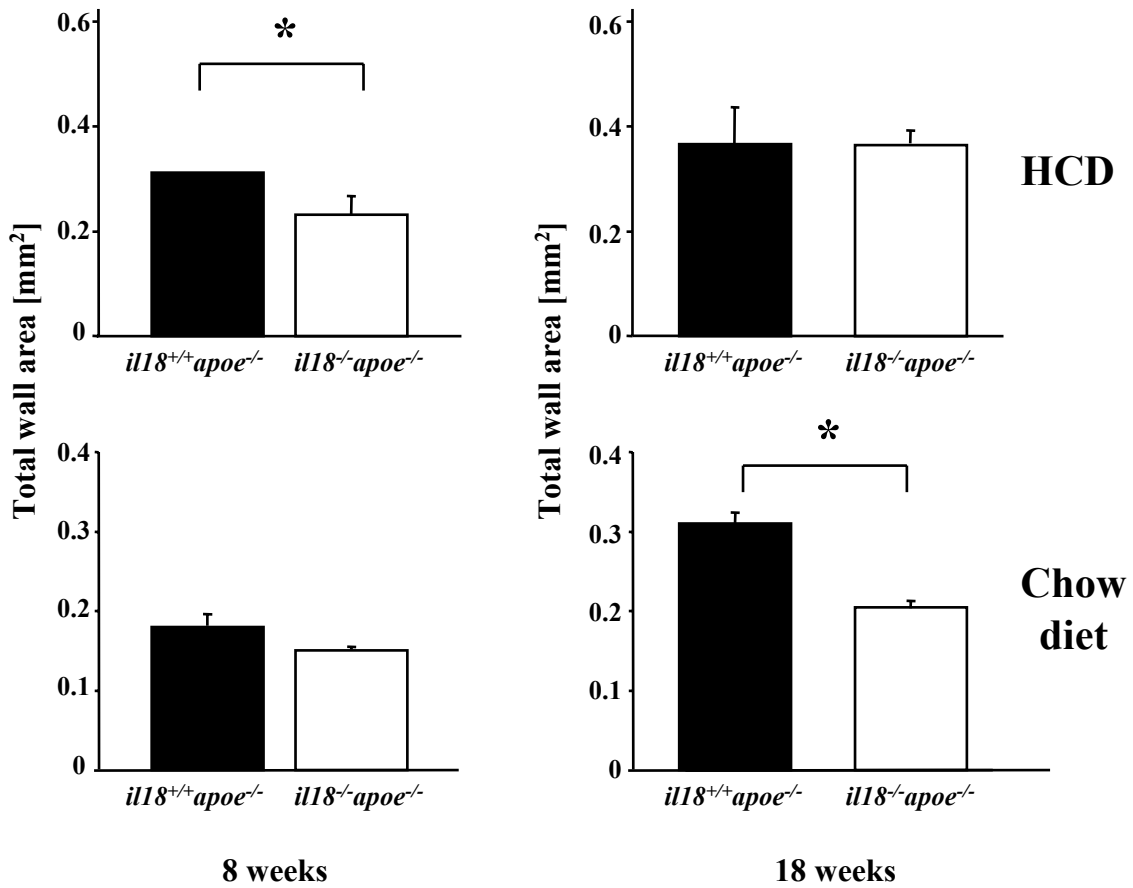 0.6
0.4
0.2
0
*
il18+/+apoe-/- il18-/-apoe-/-
Total wall area [mm2]
0.6
0.4
0.2
0
il18+/+apoe-/- il18-/-apoe-/-
Total wall area [mm2]
HCD
0.4
0.3
0.2
0.1
0
il18+/+apoe-/- il18-/-apoe-/-
8 weeks
0.4
0.3
0.2
0.1
0
*
il18+/+apoe-/- il18-/-apoe-/-
18 weeks
Chow
diet